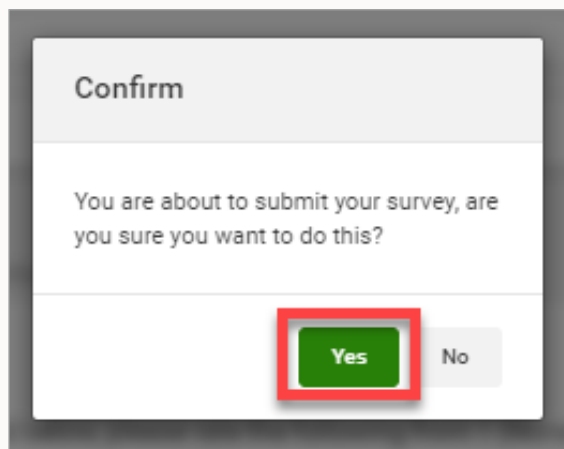 Confirm
You are about to submit your survey, are
you sure you want to do this?
Yes
No